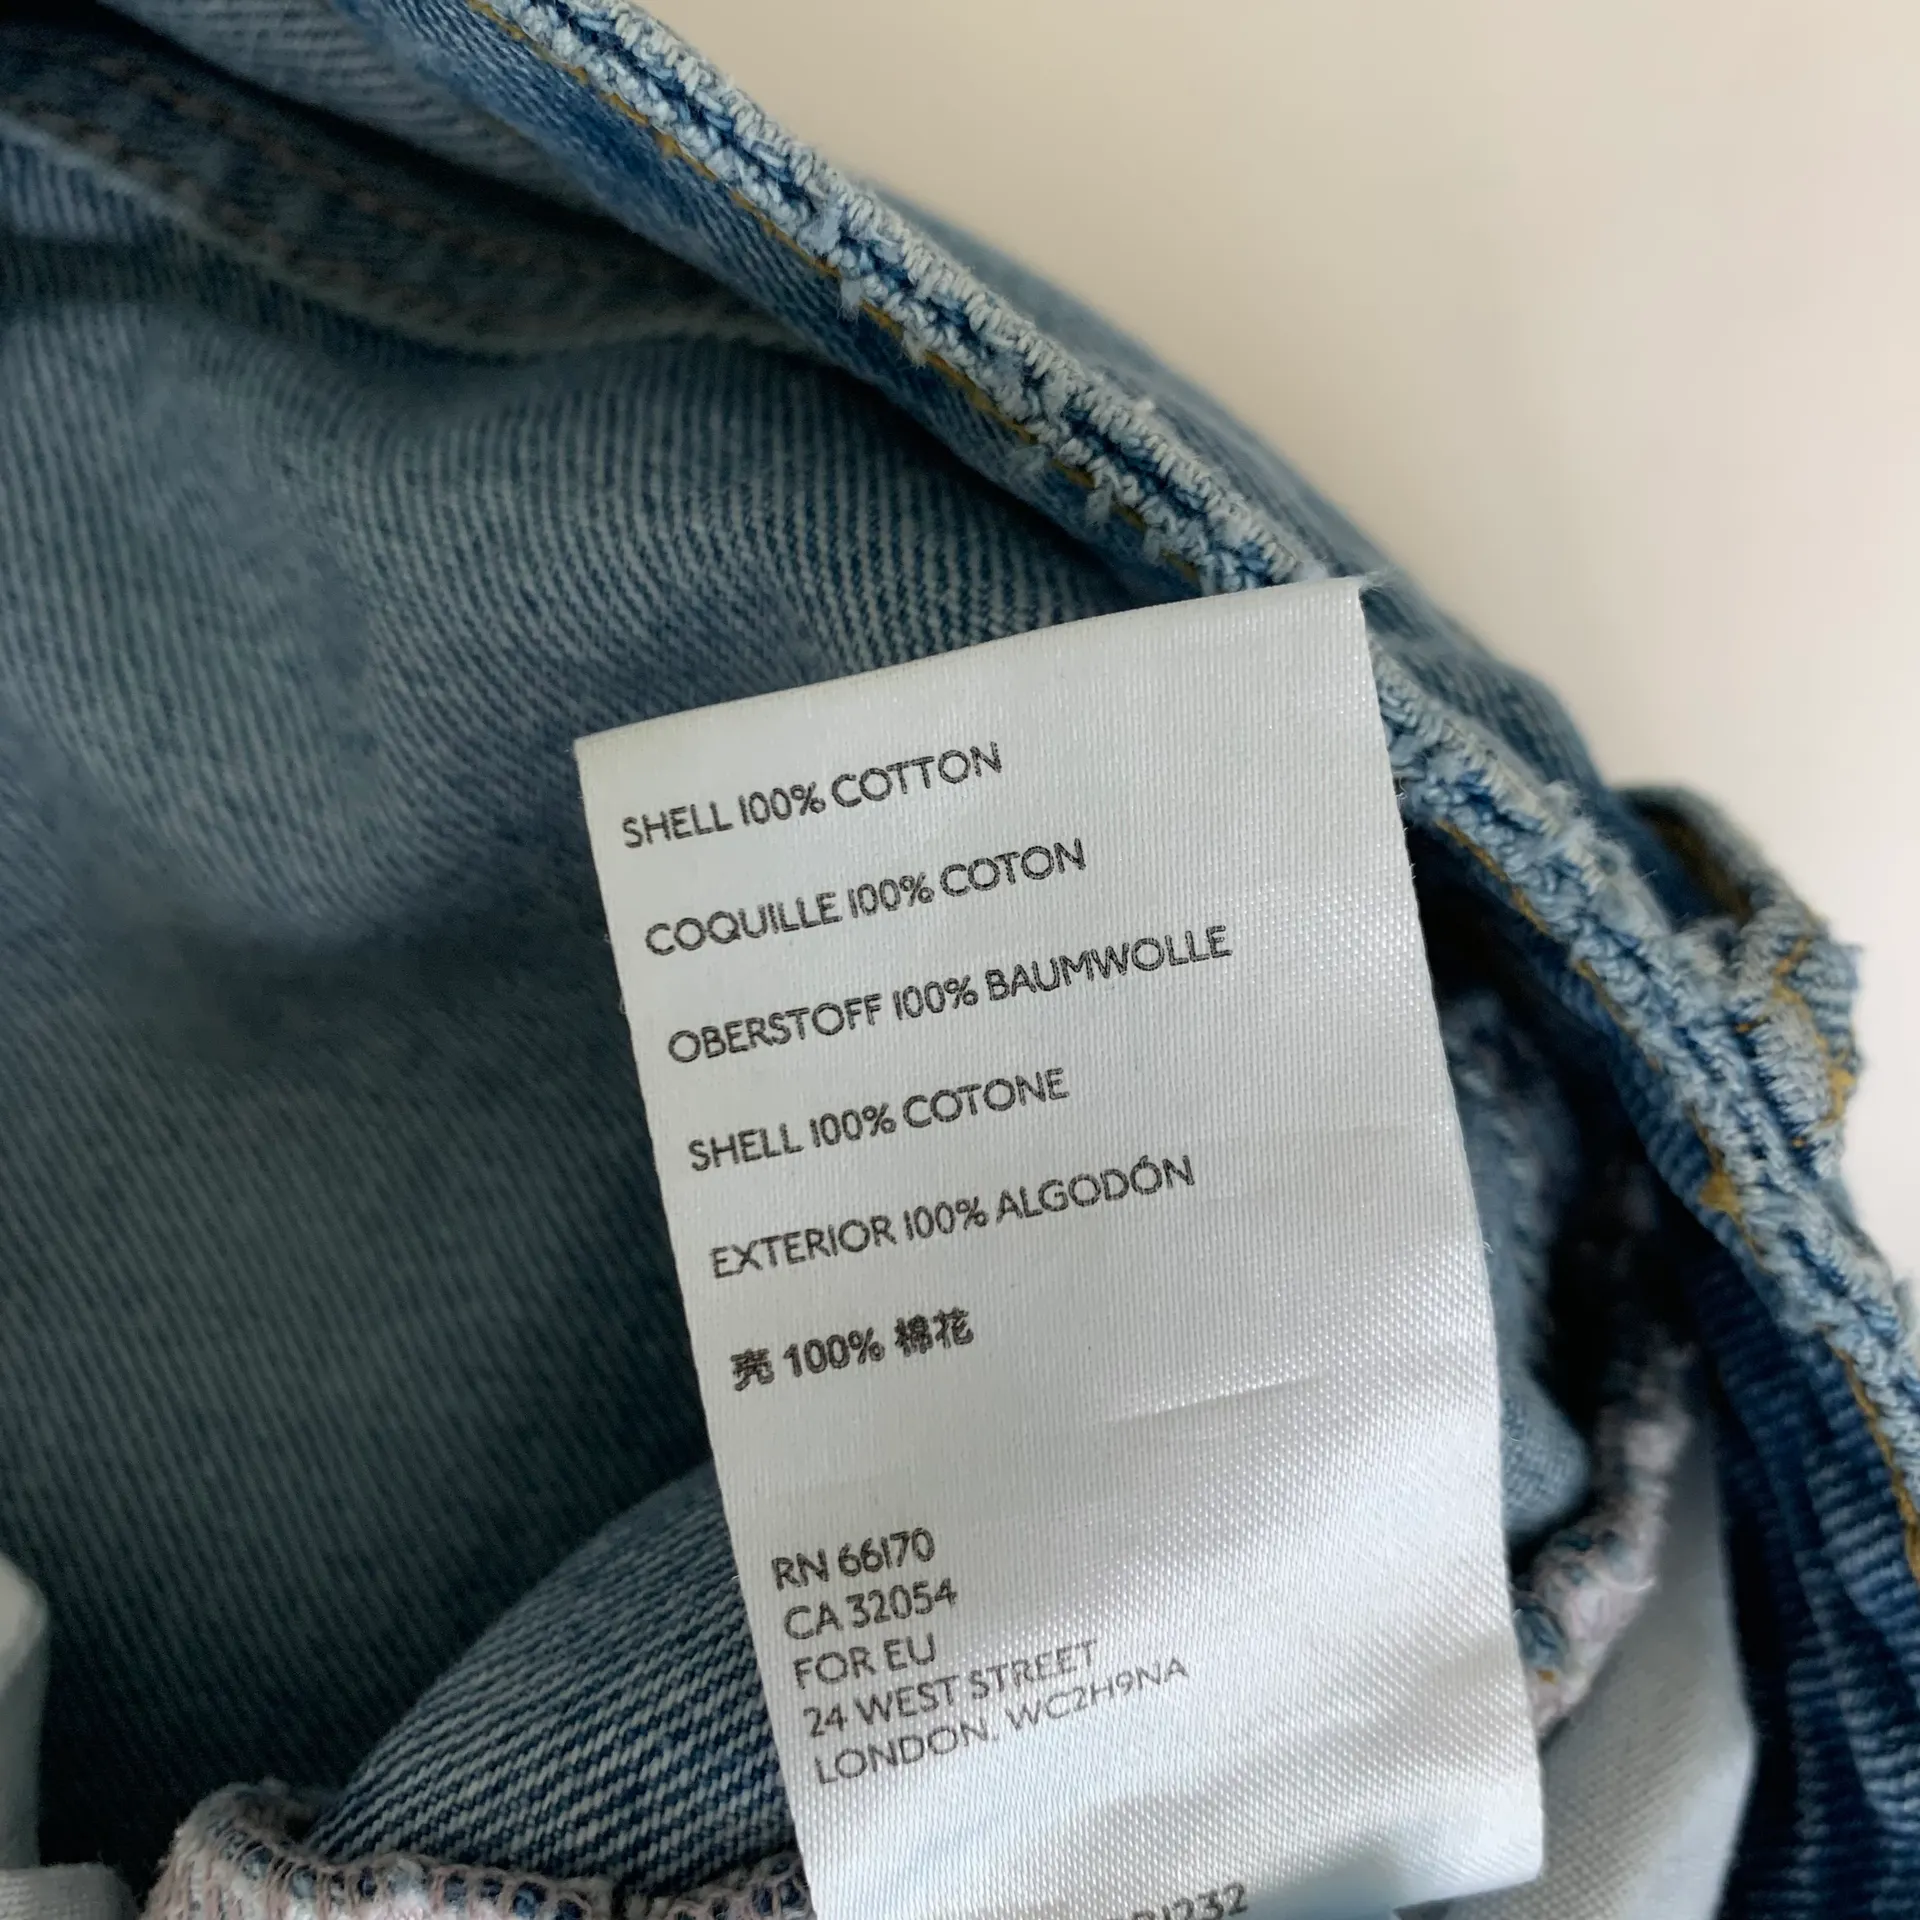 SHELL 100% COTTON
COQUILLE 100% COTON
OBERSTOFF 100% BAUMWOLLE
SHELL 100% COTONE
EXTERIOR 100% ALGODÓN
壳 100% 棉花
RN 66170
CA 32054
FOR EU
24 WEST STREET
LONDON, WC2H9NA